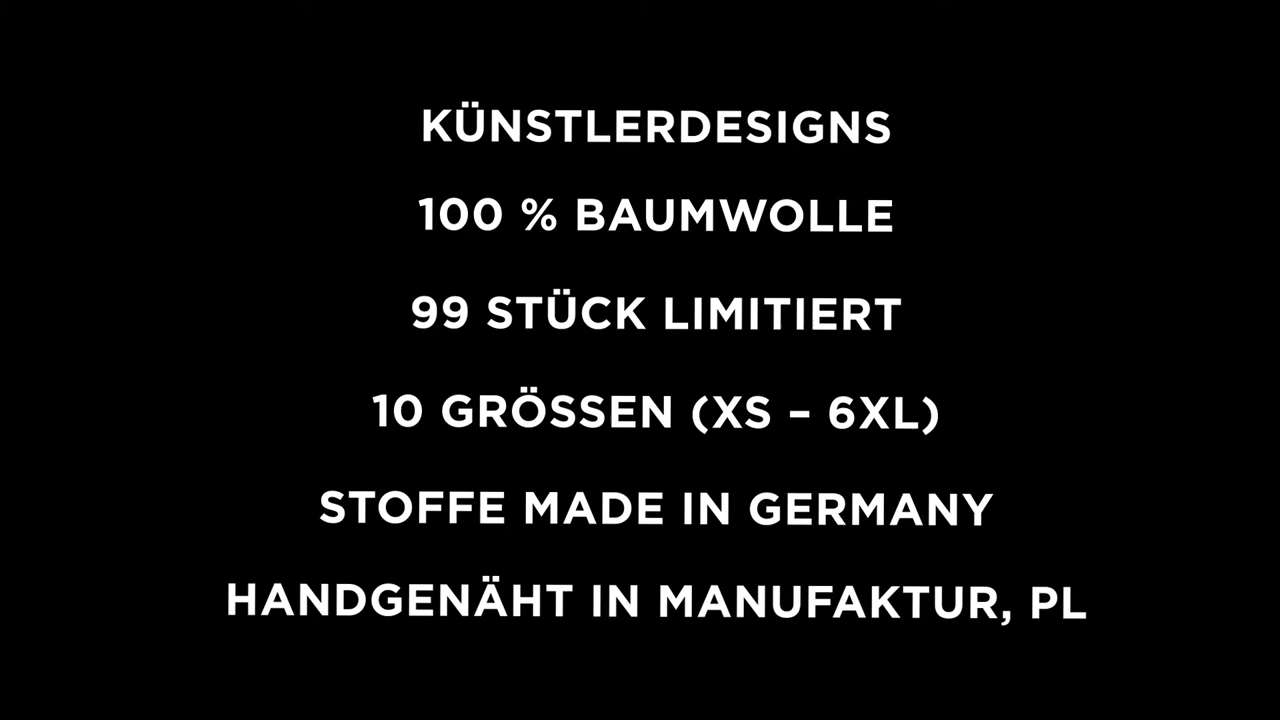 KÜNSTLERDESIGNS
100 % BAUMWOLLE
99 STÜCK LIMITIERT
10 GRÖSSEN (XS – 6XL)
STOFFE MADE IN GERMANY
HANDGENÄHT IN MANUFAKTUR, PL